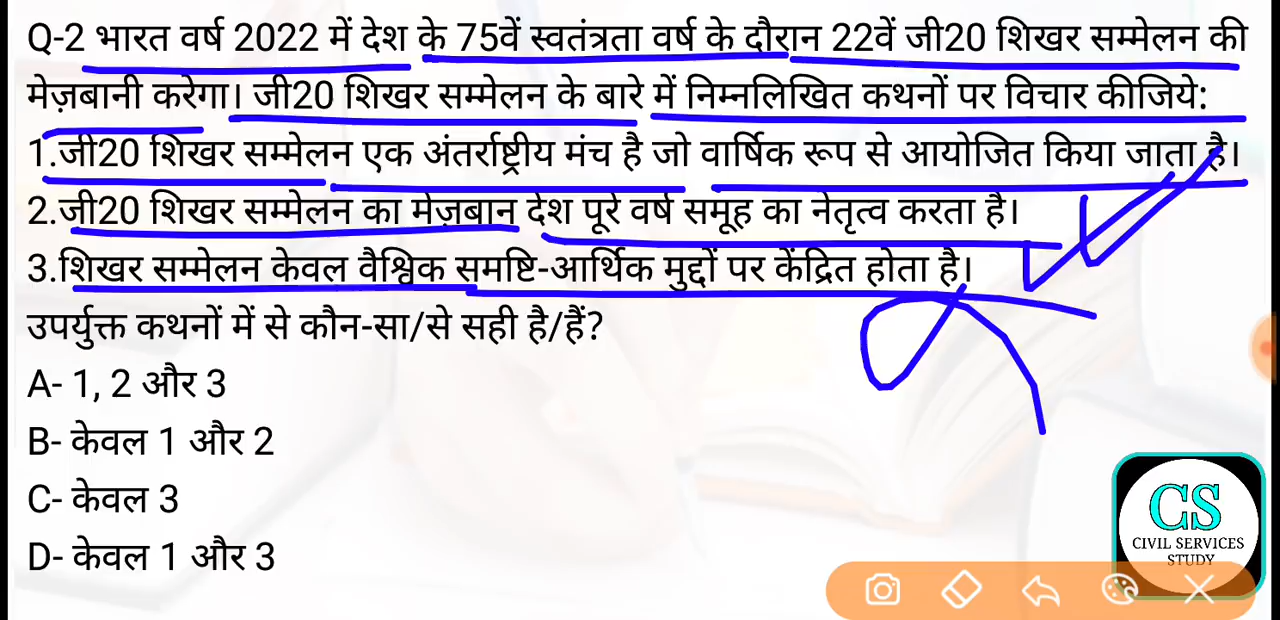 Q-2 भारत वर्ष 2022 में देश के 75वें स्वतंत्रता वर्ष के दौरान 22वें जी20 शिखर सम्मेलन की
मेज़बानी करेगा। जी20 शिखर सम्मेलन के बारे में निम्नलिखित कथनों पर विचार कीजिये:
1.जी20 शिखर सम्मेलन एक अंतर्राष्ट्रीय मंच है जो वार्षिक रूप से आयोजित किया जाता है।
2.जी20 शिखर सम्मेलन का मेज़बान देश पूरे वर्ष समूह का नेतृत्व करता है।
3.शिखर सम्मेलन केवल वैश्विक समष्टि-आर्थिक मुद्दों पर केंद्रित होता है।
उपर्युक्त कथनों में से कौन-सा/से सही है/हैं?
A- 1, 2 और 3
B- केवल 1 और 2
C- केवल 3
D- केवल 1 और 3
CS
CIVIL SERVICES
STUDY